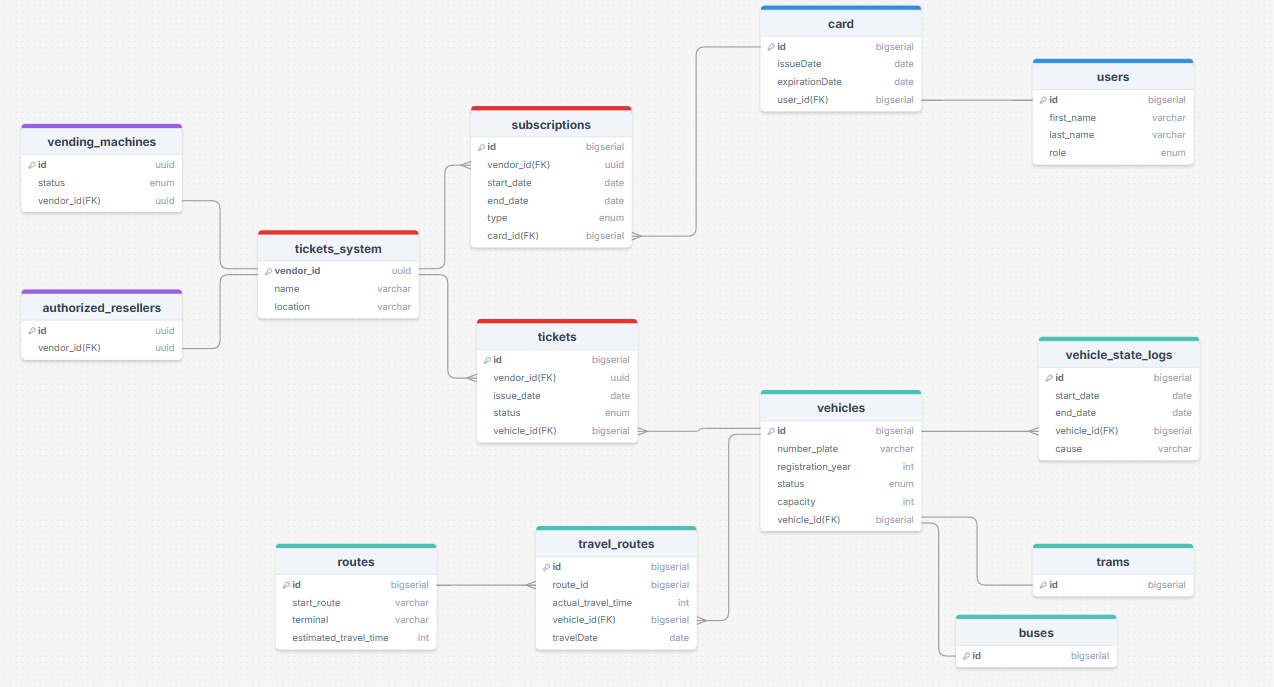 card
id bigserial
issueDate date
expirationDate date
user_id(FK) bigserial
users
id bigserial
first_name varchar
last_name varchar
role enum
subscriptions
id bigserial
vendor_id(FK) uuid
start_date date
end_date date
type enum
card_id(FK) bigserial
vending_machines
id uuid
status enum
vendor_id(FK) uuid
tickets_system
vendor_id uuid
name varchar
location varchar
authorized_resellers
id uuid
vendor_id(FK) uuid
tickets
id bigserial
vendor_id(FK) uuid
issue_date date
status enum
vehicle_id(FK) bigserial
vehicles
id bigserial
number_plate varchar
registration_year int
status enum
capacity int
vehicle_id(FK) bigserial
vehicle_state_logs
id bigserial
start_date date
end_date date
vehicle_id(FK) bigserial
cause varchar
routes
id bigserial
start_route varchar
terminal varchar
estimated_travel_time int
travel_routes
id bigserial
route_id bigserial
actual_travel_time int
vehicle_id(FK) bigserial
travelDate date
trams
id bigserial
buses
id bigserial